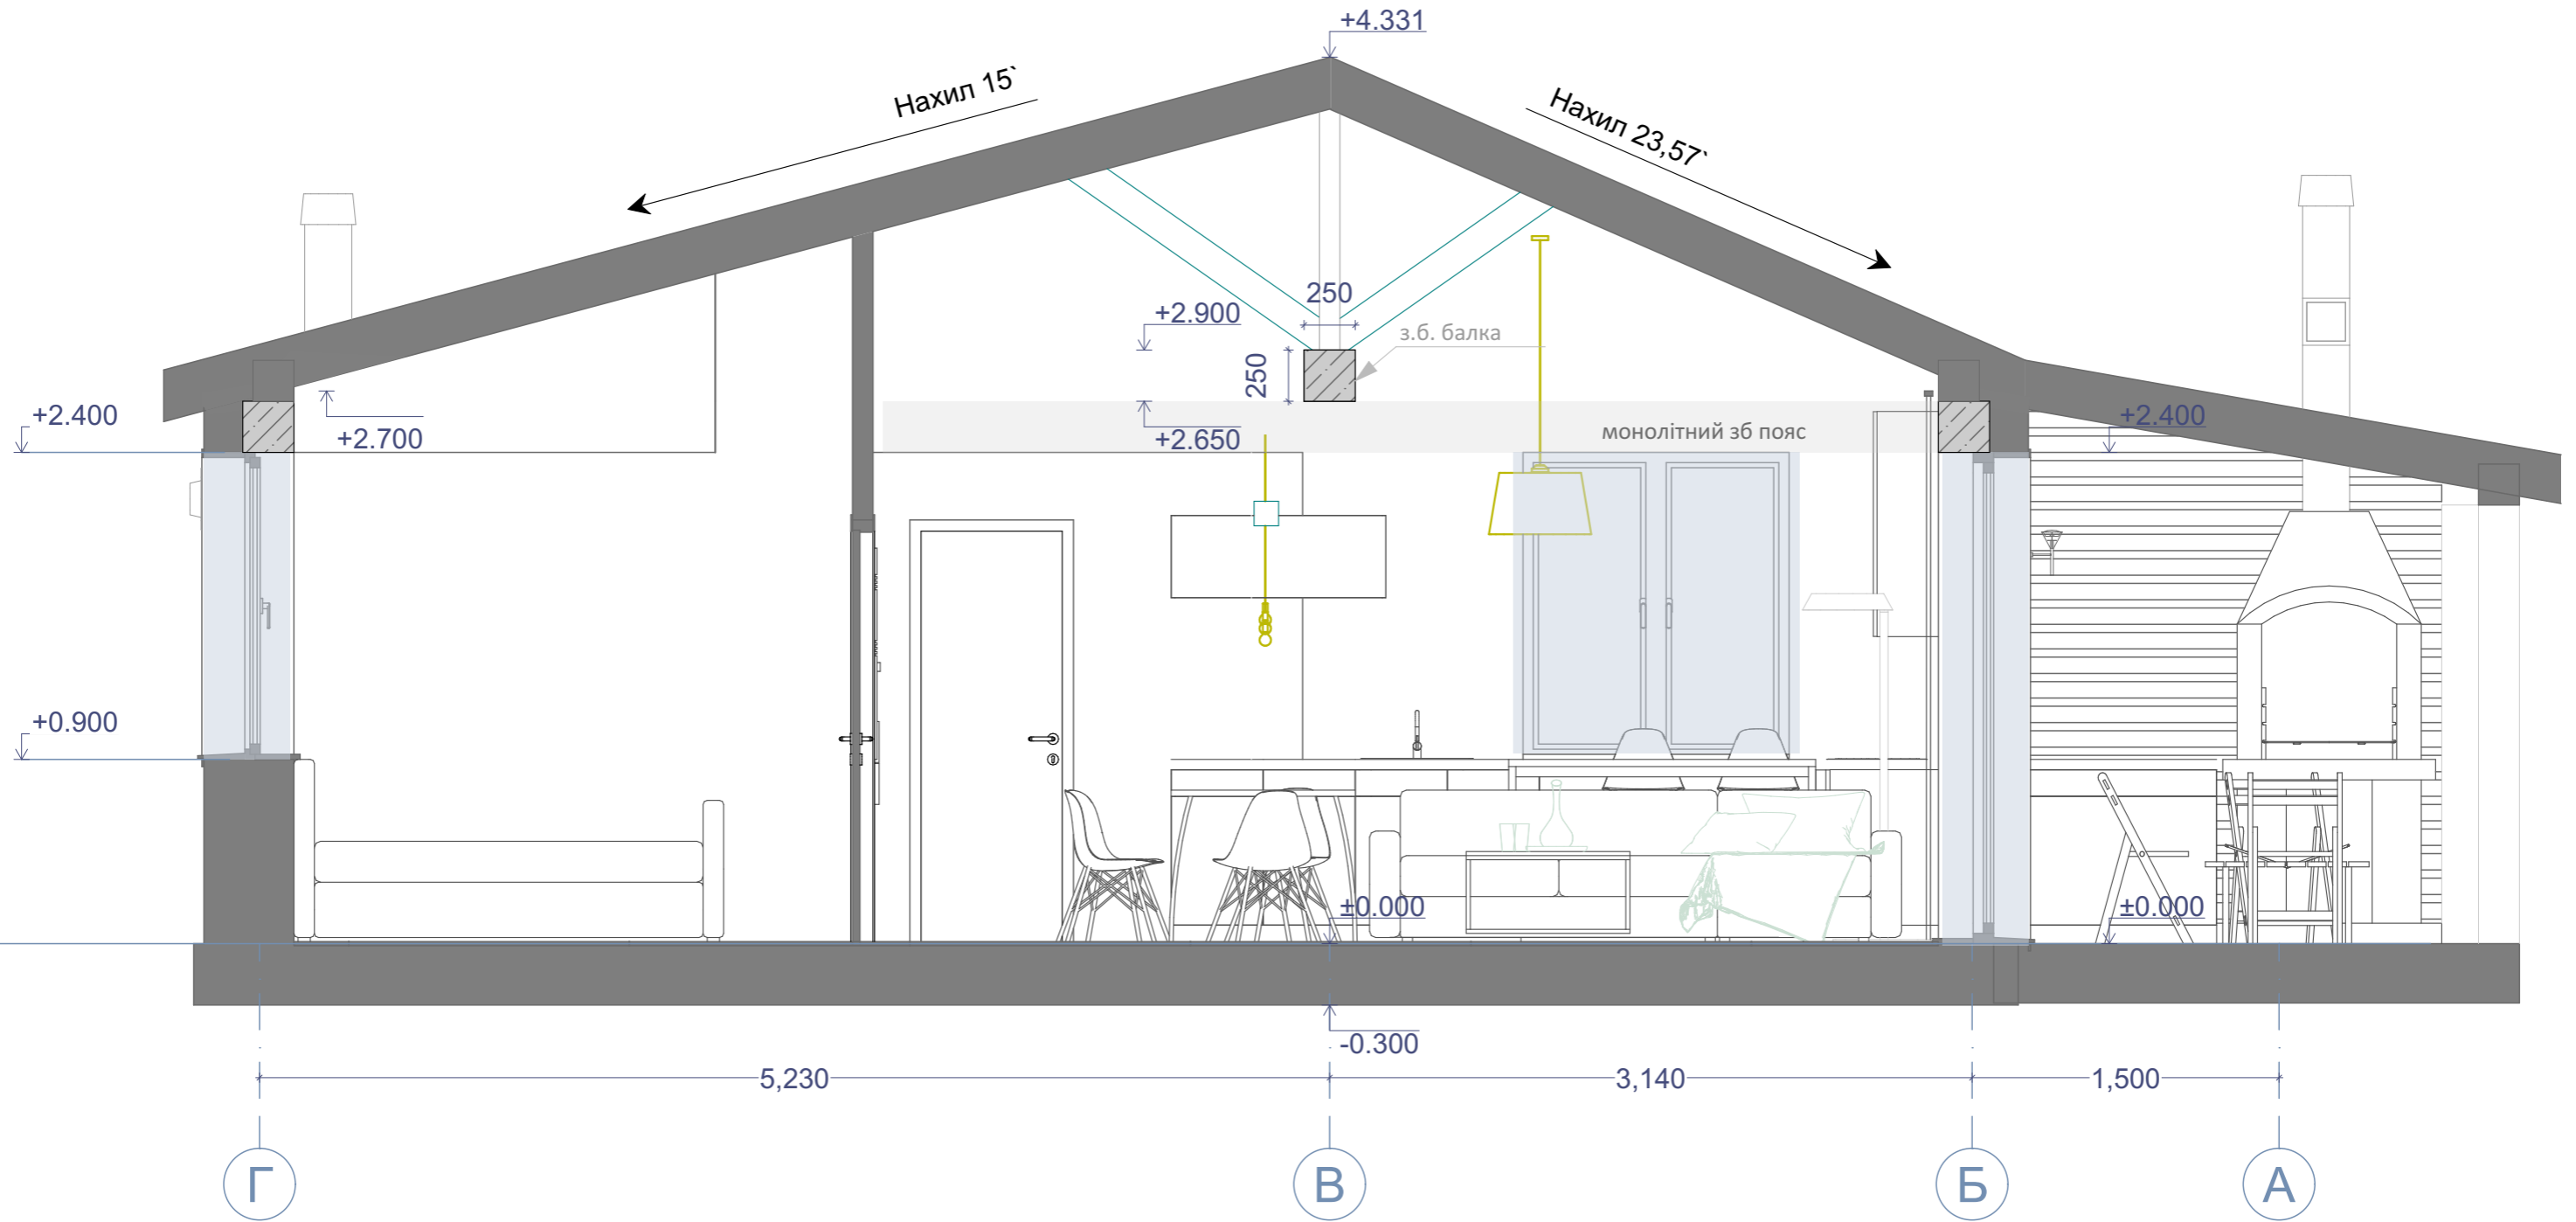 +4.331
Нахил 15`
Нахил 23,57`
250
+2.900
з.б. балка
250
+2.400
+2.700
+2.650
монолітний зб пояс
+2.400
+0.900
±0.000
±0.000
-0.300
5,230
3,140
1,500
Г
В
Б
А